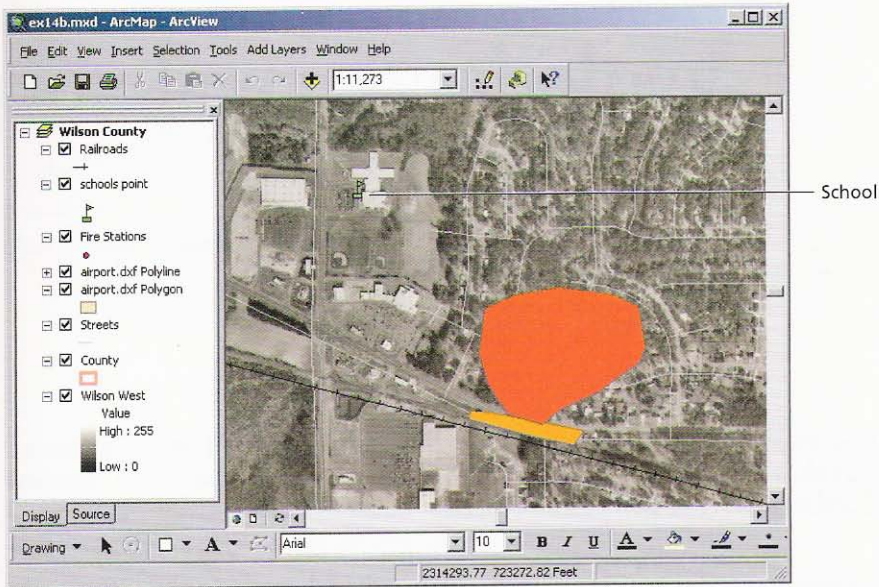 ex14b.mxd - ArcMap - ArcView
File Edit View Insert Selection Tools Add Layers Window Help
1:11,273
Wilson County
Railroads
schools point
Fire Stations
airport.dxf Polyline
airport.dxf Polygon
Streets
County
Wilson West
Value
High : 255
Low : 0
School
Display Source
Drawing A Arial 10 B I U A
2314293.77 723272.82 Feet